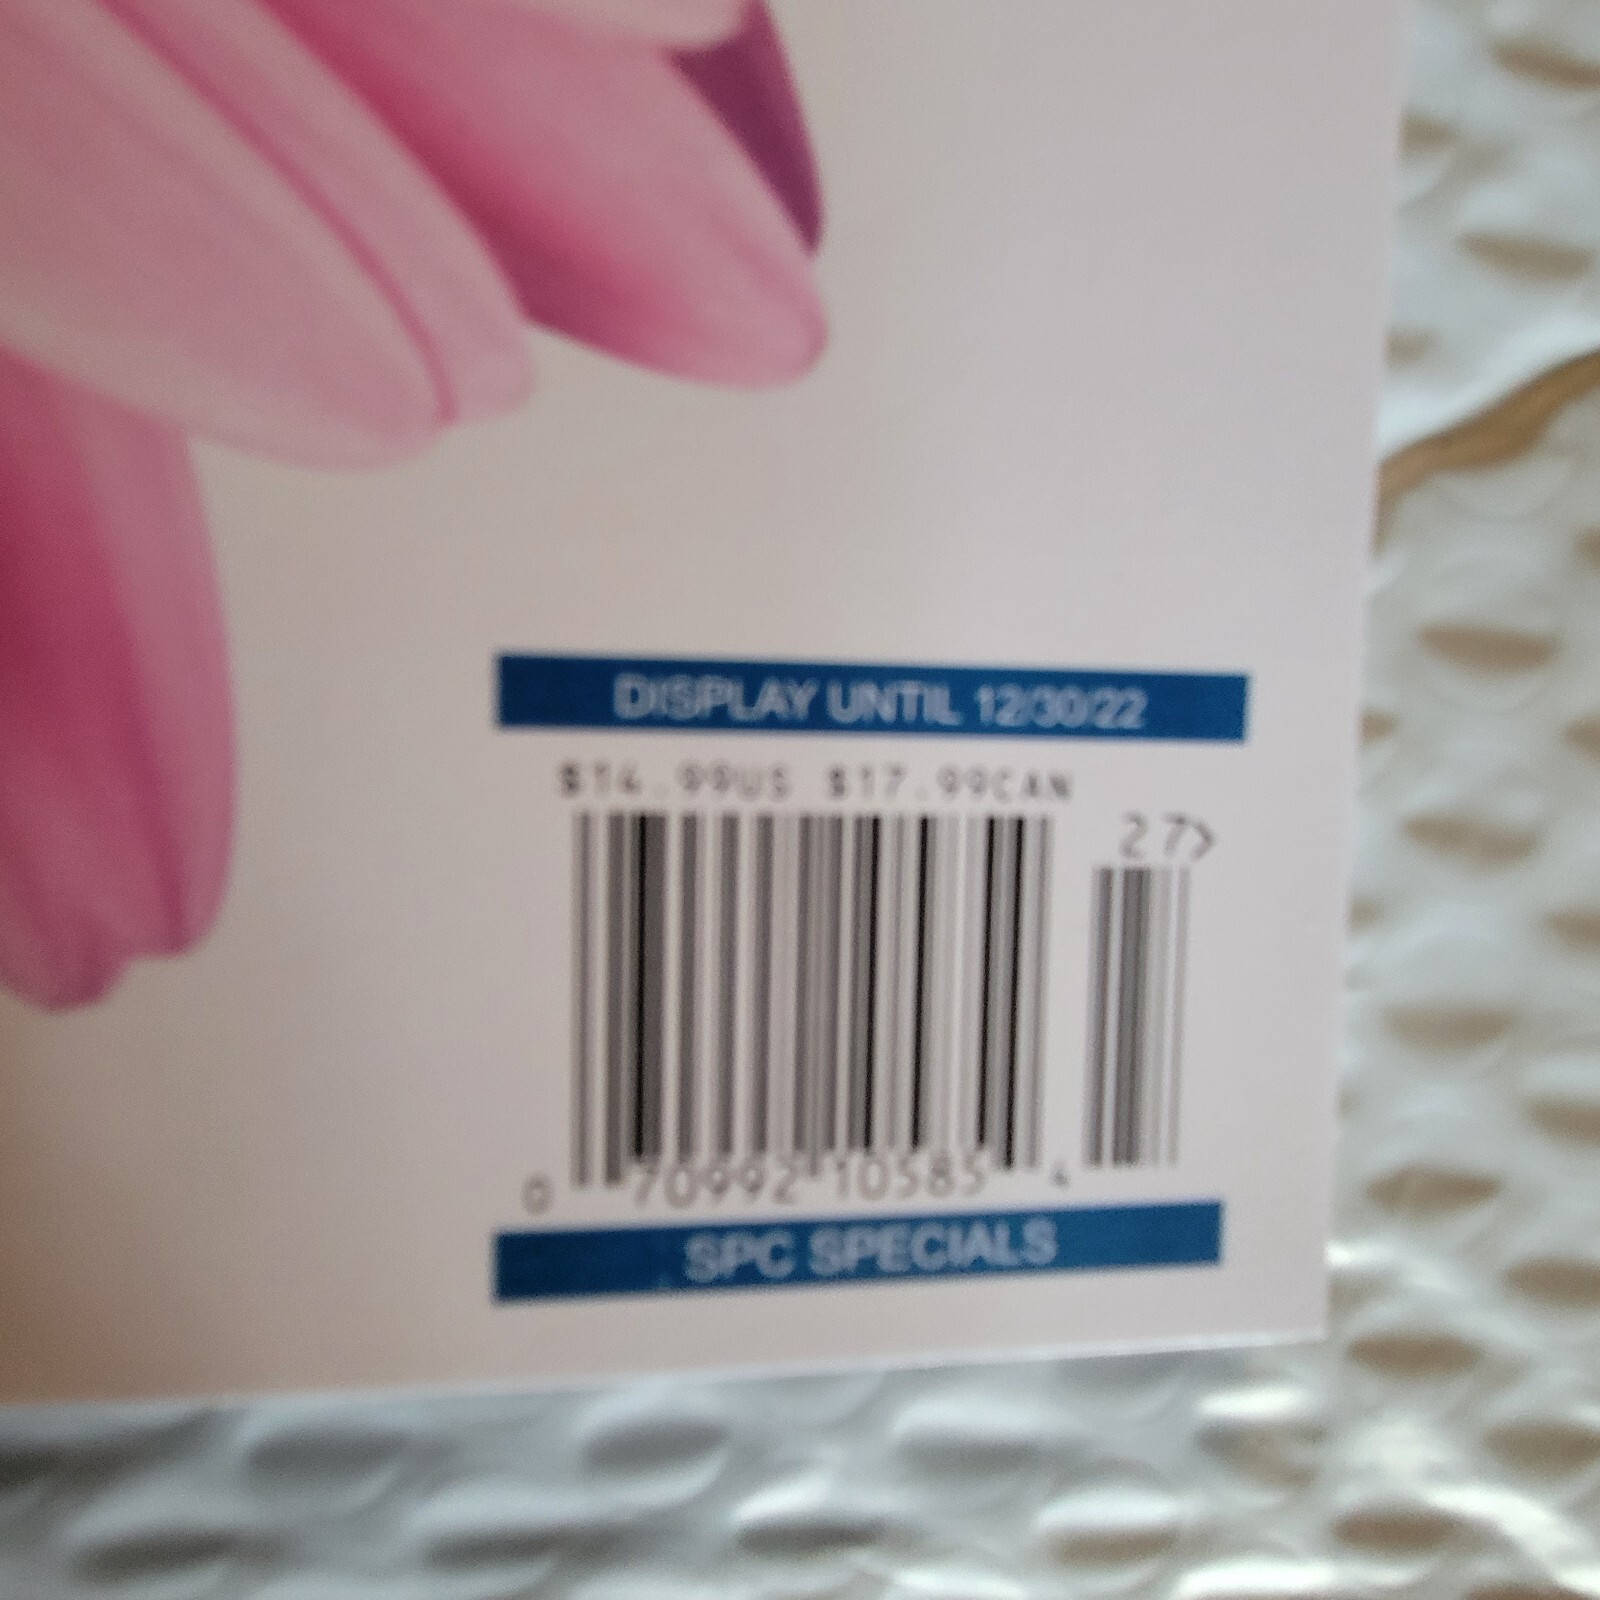 DISPLAY UNTIL 12/30/22
$14.99US $17.99CAN
27>
0 70992 10585 4
SPC SPECIALS